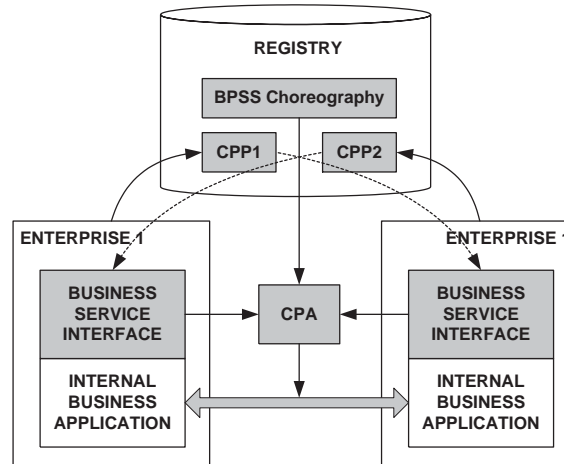 REGISTRY
BPSS Choreography
CPP1
CPP2
ENTERPRISE 1
ENTERPRISE 1
BUSINESS
SERVICE
INTERFACE
CPA
BUSINESS
SERVICE
INTERFACE
INTERNAL
BUSINESS
APPLICATION
INTERNAL
BUSINESS
APPLICATION